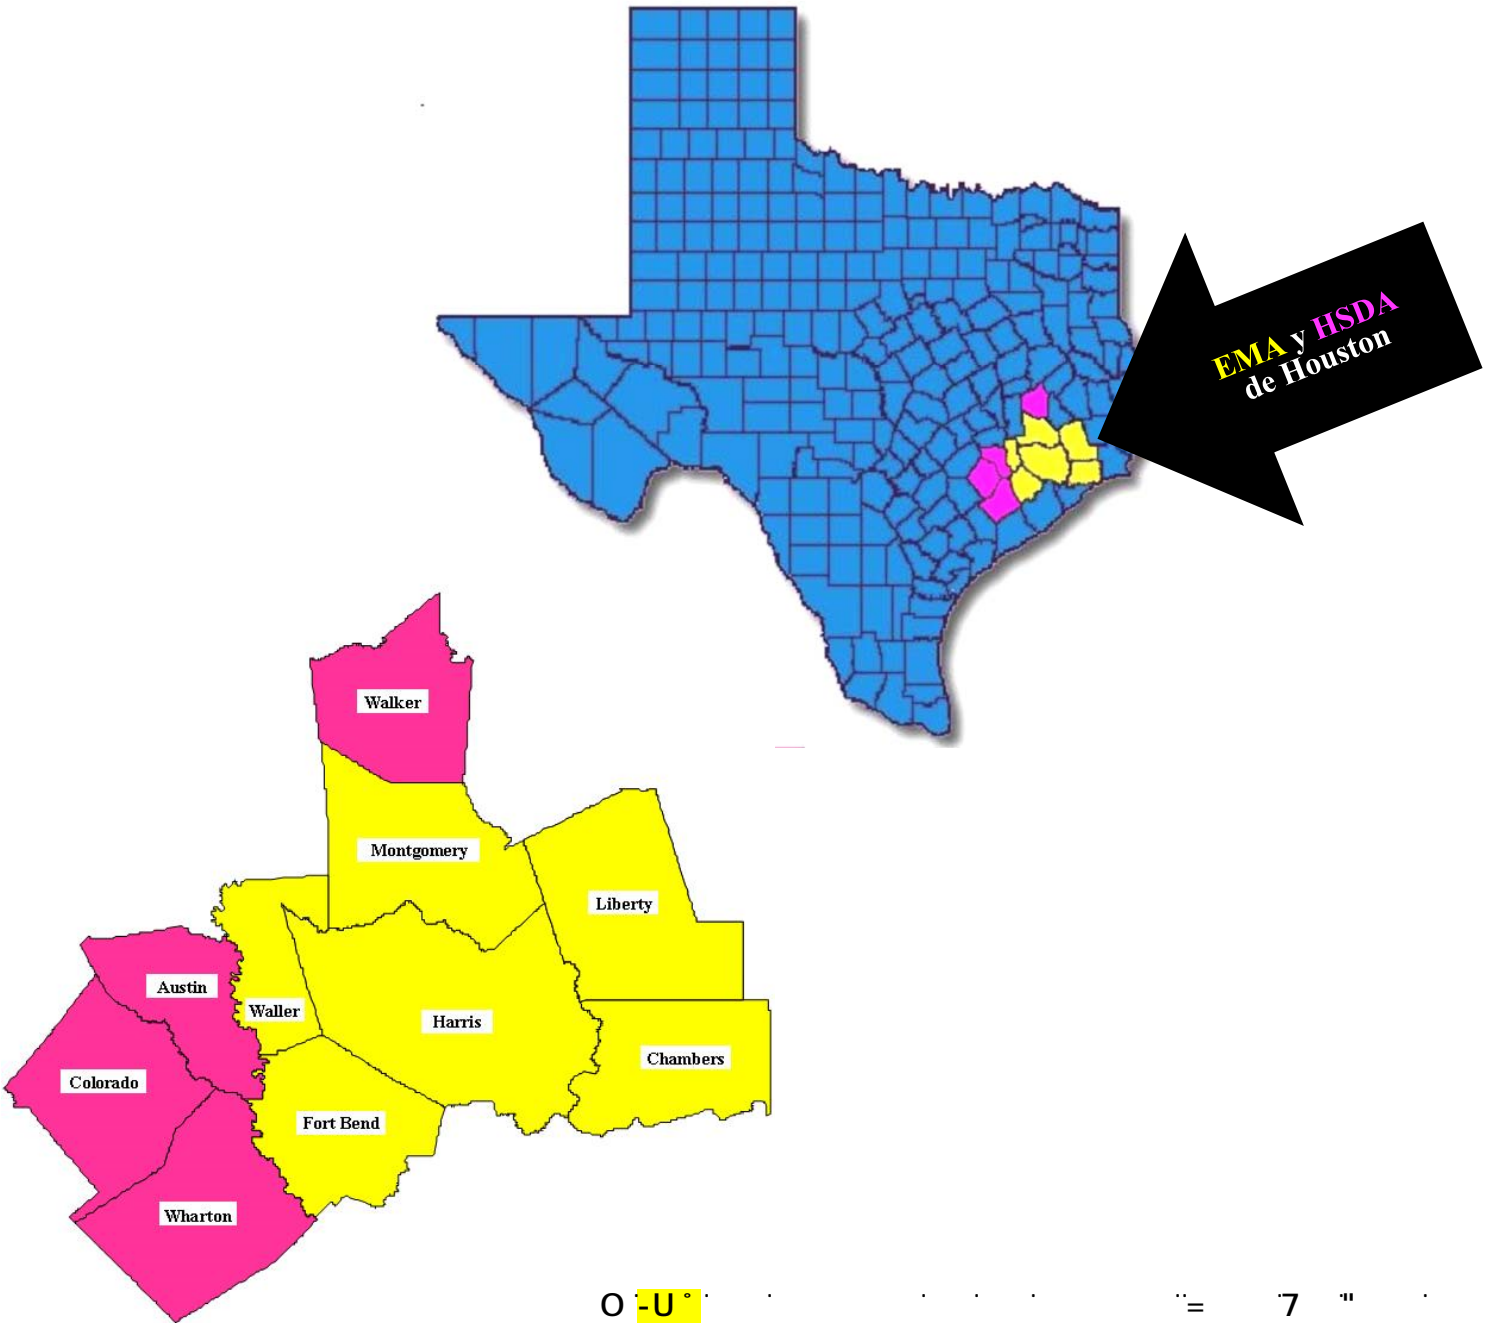 EMA y HSDA
de Houston
Walker
Montgomery
Liberty
Austin
Waller
Harris
Chambers
Colorado
Fort Bend
Wharton